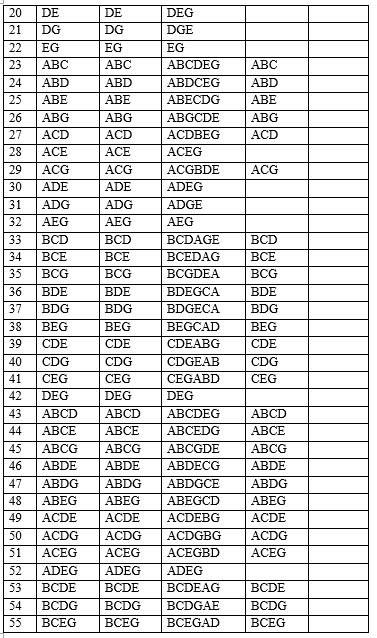 20 DE DE DEG
21 DG DG DGE
22 EG EG EG
23 ABC ABC ABCDEG ABC
24 ABD ABD ABDCEG ABD
25 ABE ABE ABECDG ABE
26 ABG ABG ABGCDE ABG
27 ACD ACD ACDBEG ACD
28 ACE ACE ACEG
29 ACG ACG ACGBDE ACG
30 ADE ADE ADEG
31 ADG ADG ADGE
32 AEG AEG AEG
33 BCD BCD BCDAGE BCD
34 BCE BCE BCEDAG BCE
35 BCG BCG BCGDEA BCG
36 BDE BDE BDEGCA BDE
37 BDG BDG BDGECA BDG
38 BEG BEG BEGCAD BEG
39 CDE CDE CDEABG CDE
40 CDG CDG CDGEAB CDG
41 CEG CEG CEGABD CEG
42 DEG DEG DEG
43 ABCD ABCD ABCDEG ABCD
44 ABCE ABCE ABCEDG ABCE
45 ABCG ABCG ABCGDE ABCG
46 ABDE ABDE ABDECG ABDE
47 ABDG ABDG ABDGCE ABDG
48 ABEG ABEG ABEGCD ABEG
49 ACDE ACDE ACDEBG ACDE
50 ACDG ACDG ACDGBG ACDG
51 ACEG ACEG ACEGBD ACEG
52 ADEG ADEG ADEG
53 BCDE BCDE BCDEAG BCDE
54 BCDG BCDG BCDGAE BCDG
55 BCEG BCEG BCEGAD BCEG